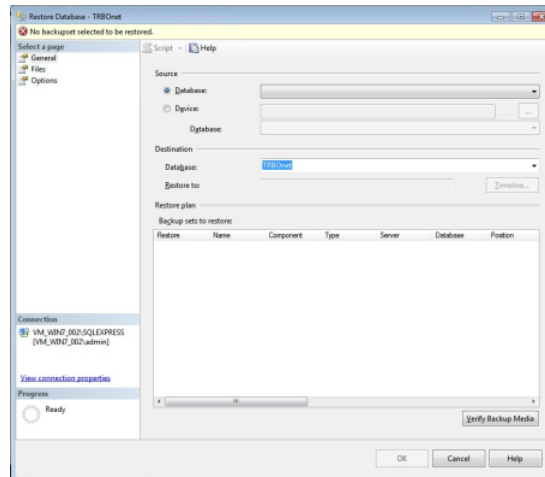 Restore Database - TRBOnet
No backupset selected to be restored.
Select a page
General
Files
Options
Script
Help
Source
Database:
Device:
...
Database:
Destination
Database:
TRBOnet
Restore to:
Timeline...
Restore plan
Backup sets to restore:
Restore Name Component Type Server Database Position
Connection
VM_WIN7_002\SQLEXPRESS
[VM_WIN7_002\admin]
View connection properties
Progress
Ready
Verify Backup Media
OK Cancel Help